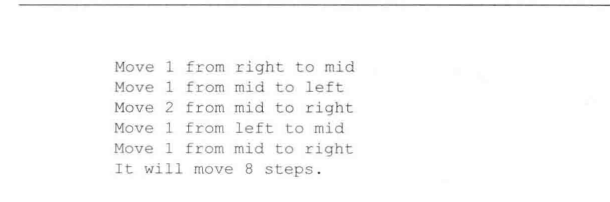 Move 1 from right to mid
Move 1 from mid to left
Move 2 from mid to right
Move 1 from left to mid
Move 1 from mid to right
It will move 8 steps.